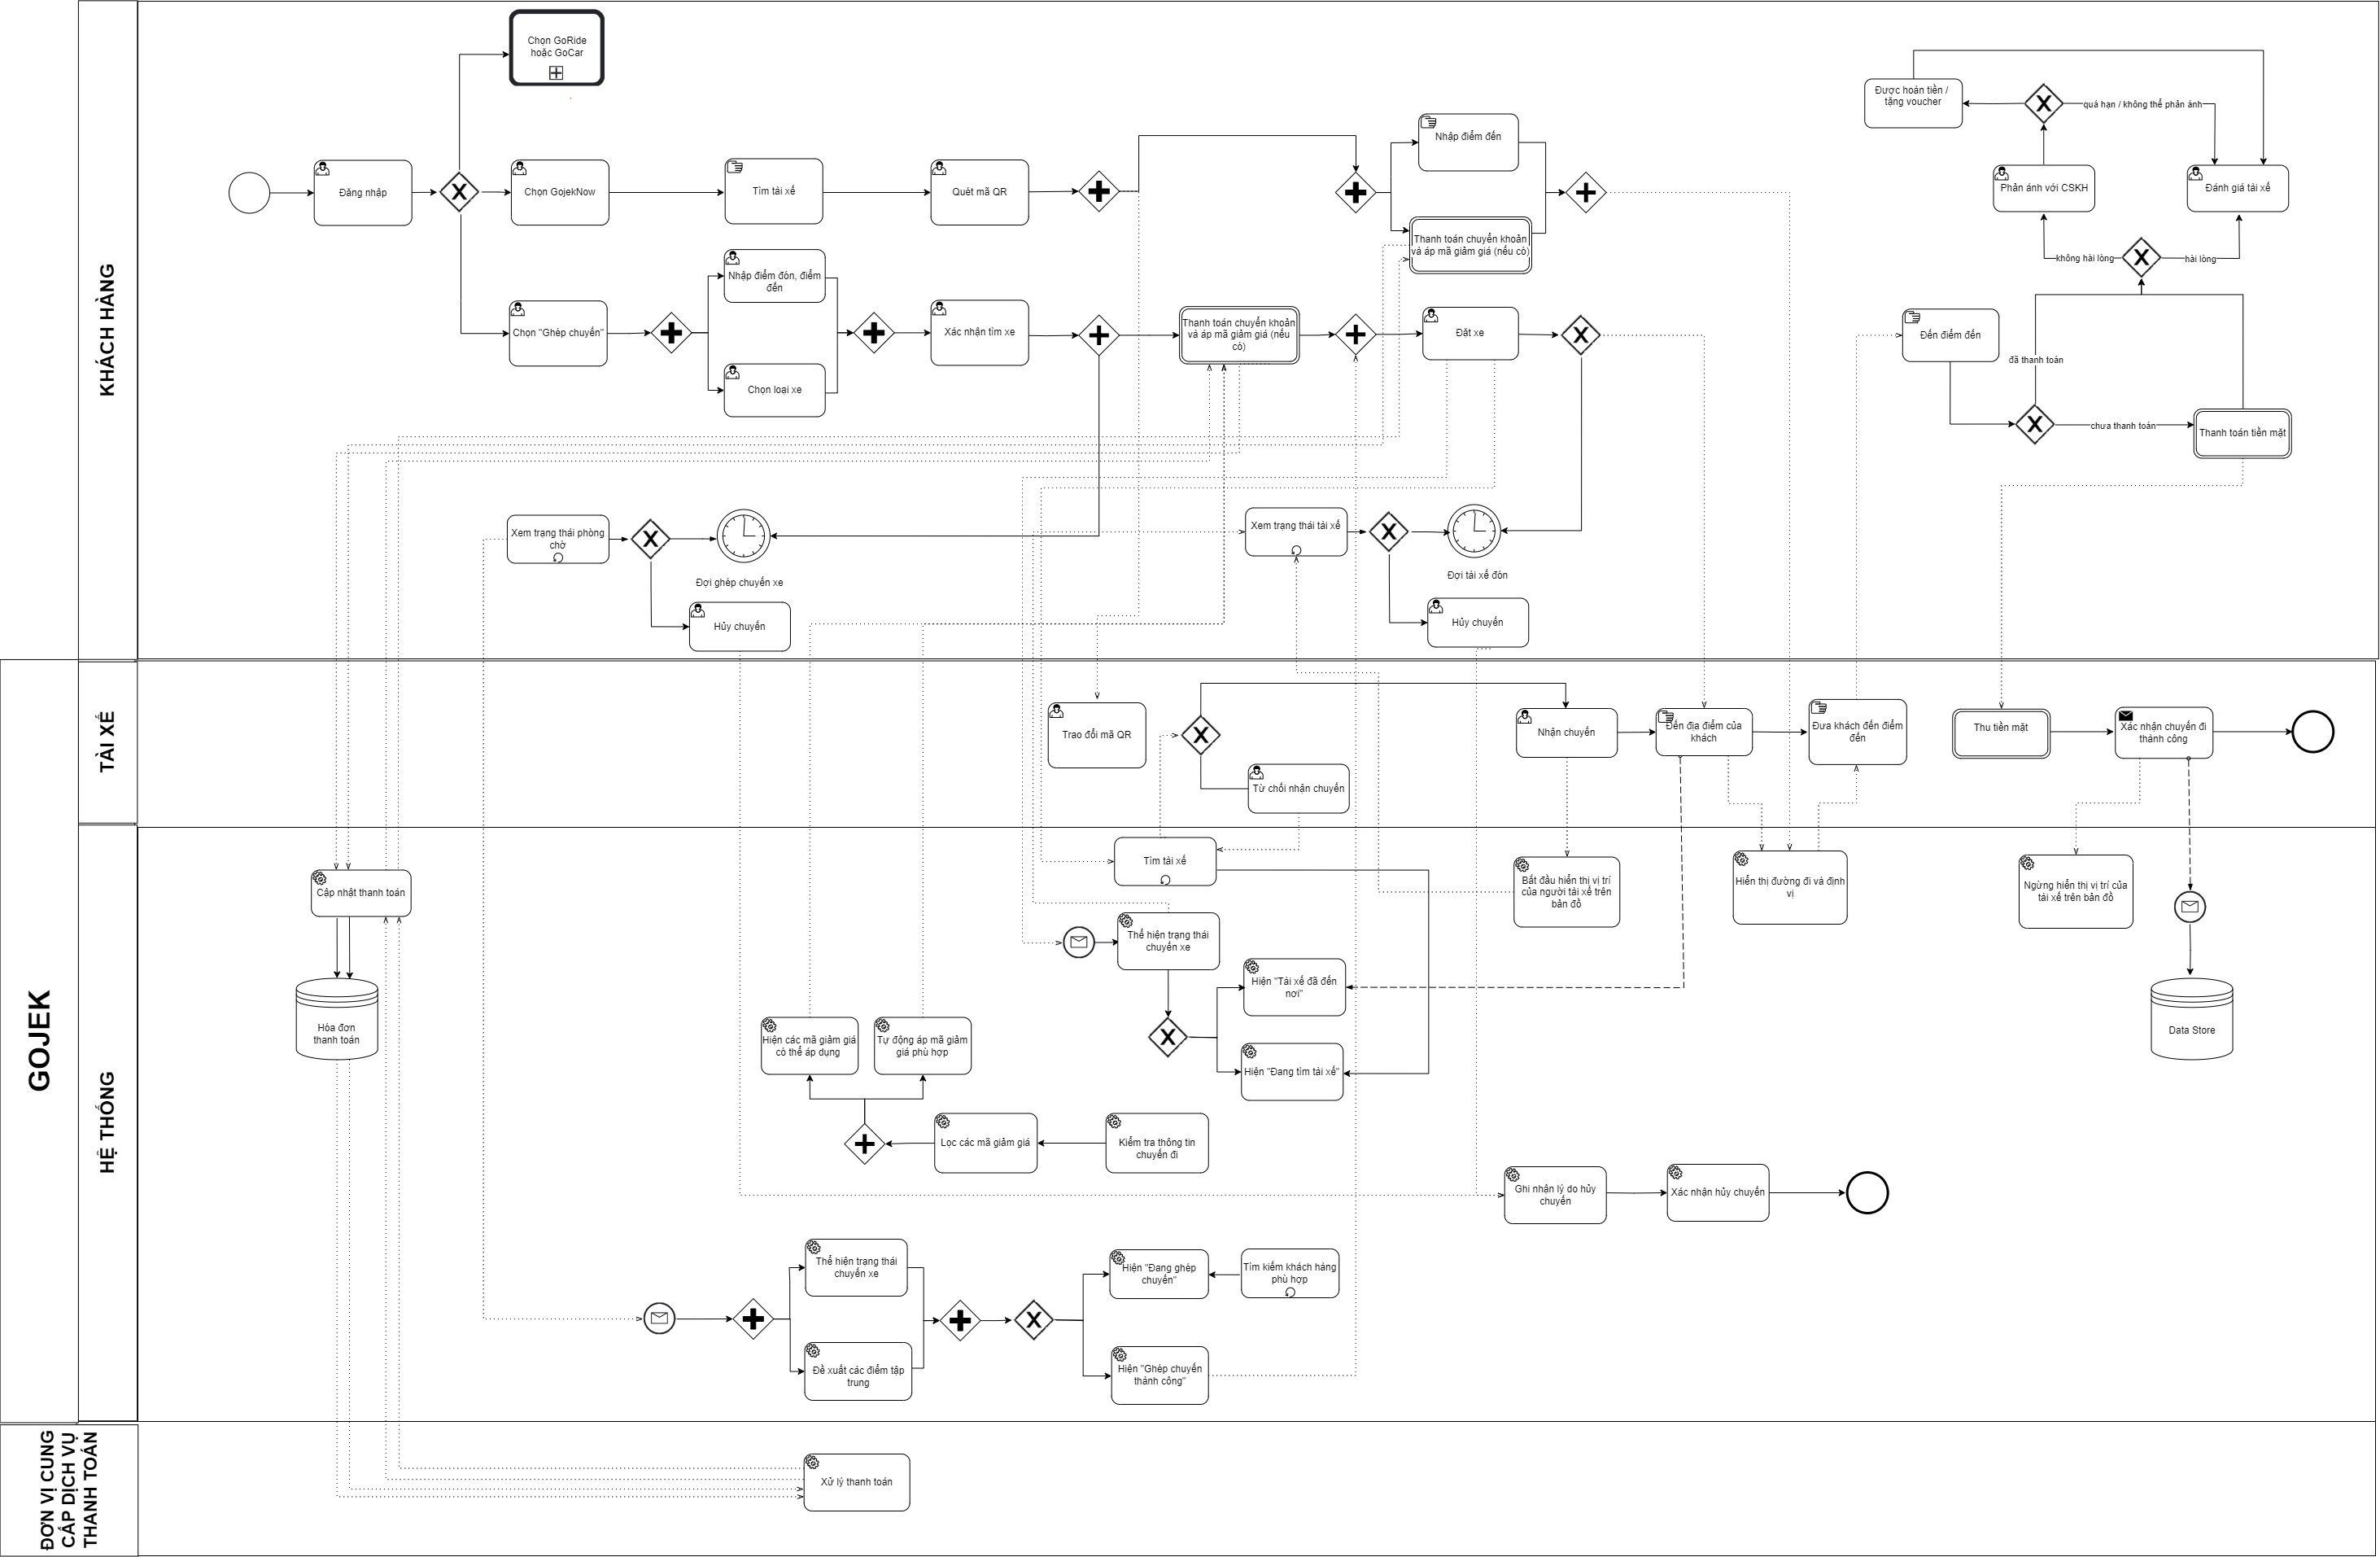 KHÁCH HÀNG
Chọn GoRide
hoặc GoCar
Đăng nhập
Chọn GojekNow
Tìm tài xế
Quét mã QR
Nhập điểm đến
Thanh toán chuyển khoản
và áp mã giảm giá (nếu có)
Chọn "Ghép chuyến"
Nhập điểm đón, điểm
đến
Chọn loại xe
Xác nhận tìm xe
Thanh toán chuyển khoản
và áp mã giảm giá (nếu
có)
Đặt xe
Được hoàn tiền /
tặng voucher
quá hạn / không thể phản ánh
Phản ánh với CSKH
Đánh giá tài xế
không hài lòng
hài lòng
Đến điểm đến
đã thanh toán
chưa thanh toán
Thanh toán tiền mặt
Xem trạng thái phòng
chờ
Đợi ghép chuyến xe
Hủy chuyến
Xem trạng thái tài xế
Đợi tài xế đón
Hủy chuyến
GOJEK
TÀI XẾ
Trao đổi mã QR
Từ chối nhận chuyến
Nhận chuyến
Đến địa điểm của
khách
Đưa khách đến điểm
đến
Thu tiền mặt
Xác nhận chuyến đi
thành công
HỆ THỐNG
Cập nhật thanh toán
Hóa đơn
thanh toán
Tìm tài xế
Thể hiện trạng thái
chuyến xe
Hiện "Tài xế đã đến
nơi"
Hiện "Đang tìm tài xế"
Bắt đầu hiển thị vị trí
của người tài xế trên
bản đồ
Hiển thị đường đi và định
vị
Ngừng hiển thị vị trí của
tài xế trên bản đồ
Data Store
Hiện các mã giảm giá
có thể áp dụng
Tự động áp mã giảm
giá phù hợp
Lọc các mã giảm giá
Kiểm tra thông tin
chuyến đi
Ghi nhận lý do hủy
chuyến
Xác nhận hủy chuyến
Thể hiện trạng thái
chuyến xe
Đề xuất các điểm tập
trung
Hiện "Đang ghép
chuyến"
Tìm kiếm khách hàng
phù hợp
Hiện "Ghép chuyến
thành công"
ĐƠN VỊ CUNG
CẤP DỊCH VỤ
THANH TOÁN
Xử lý thanh toán